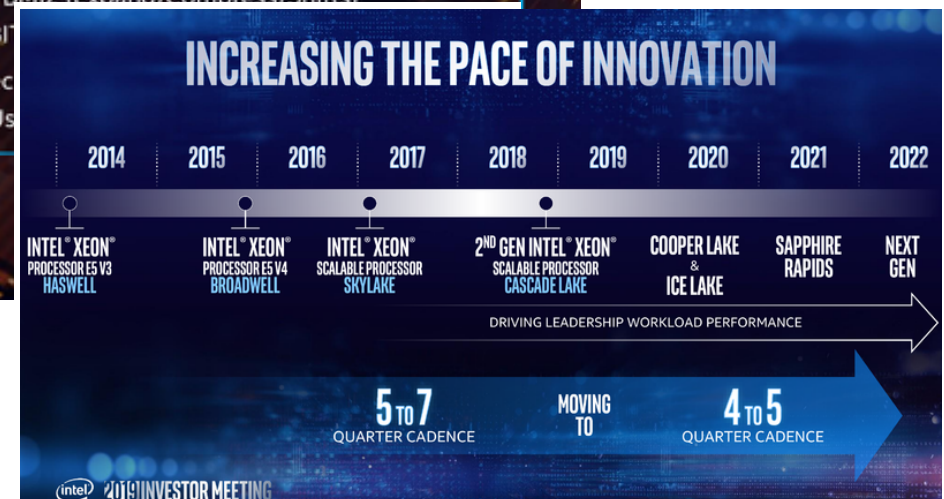 INCREASING THE PACE OF INNOVATION
2014 2015 2016 2017 2018 2019 2020 2021 2022
INTEL® XEON®
PROCESSOR E5 V3
HASWELL
INTEL® XEON®
PROCESSOR E5 V4
BROADWELL
INTEL® XEON®
SCALABLE PROCESSOR
SKYLAKE
2ND GEN INTEL® XEON®
SCALABLE PROCESSOR
CASCADE LAKE
COOPER LAKE
&
ICE LAKE
SAPPHIRE
RAPIDS
NEXT
GEN
DRIVING LEADERSHIP WORKLOAD PERFORMANCE
5 TO 7
QUARTER CADENCE
MOVING
TO
4 TO 5
QUARTER CADENCE
intel 2019 INVESTOR MEETING